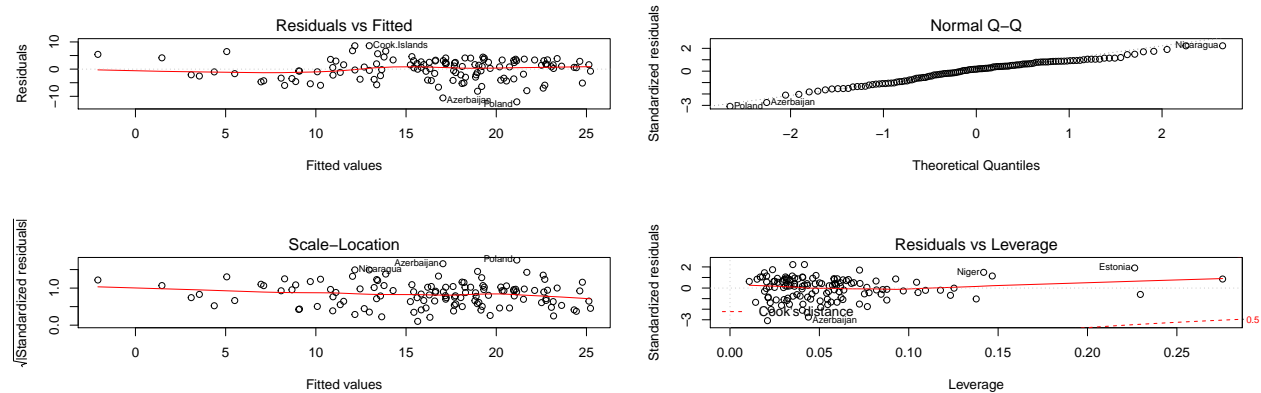 Residuals vs Fitted
Residuals
10
0
−10
Cook.Islands
Azerbaijan
Poland
0 5 10 15 20 25
Fitted values
Normal Q−Q
Standardized residuals
2
0
−3
Nicaragua
Azerbaijan
Poland
−2 −1 0 1 2
Theoretical Quantiles
Scale−Location
√|Standardized residuals|
1.0
0.0
Azerbaijan
Poland
Nicaragua
0 5 10 15 20 25
Fitted values
Residuals vs Leverage
Standardized residuals
2
0
−3
Niger
Estonia
Cook's distance
Azerbaijan
0.5
0.00 0.05 0.10 0.15 0.20 0.25
Leverage